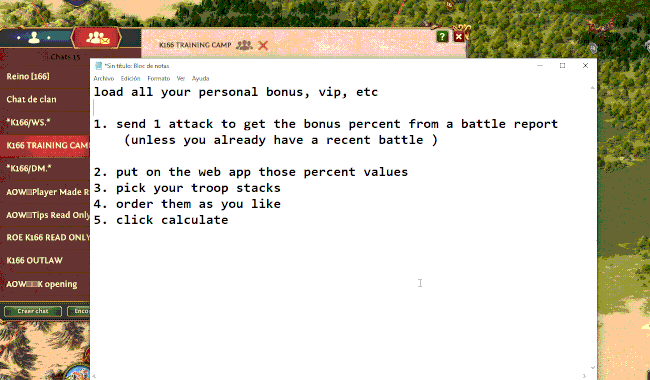 K166 TRAINING CAMP
Chats 15
Reino [166]
Chat de clan
*K166/WS.*
K166 TRAINING CAMP
*K166/DM.*
Player Made R
Tips Read Only
ROE K166 READ ONLY
K166 OUTLAW
K opening
Crear chat
*Sin título: Bloc de notas
Archivo Edición Formato Ver Ayuda
load all your personal bonus, vip, etc
1. send 1 attack to get the bonus percent from a battle report
(unless you already have a recent battle )
2. put on the web app those percent values
3. pick your troop stacks
4. order them as you like
5. click calculate